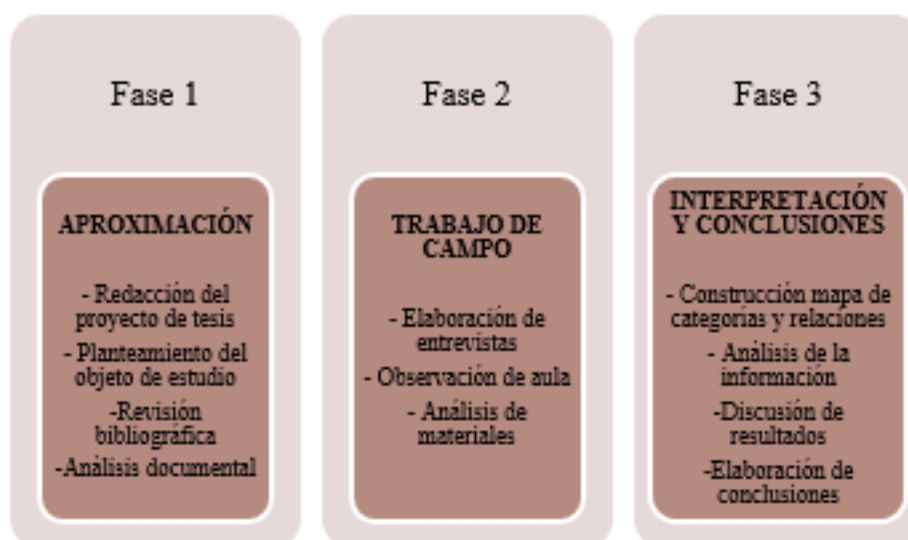 Fase 1
APROXIMACIÓN
- Redacción del
proyecto de tesis
- Planteamiento del
objeto de estudio
-Revisión
bibliográfica
-Análisis documental
Fase 2
TRABAJO DE
CAMPO
- Elaboración de
entrevistas
- Observación de aula
- Análisis de
materiales
Fase 3
INTERPRETACIÓN
Y CONCLUSIONES
- Construcción mapa de
categorías y relaciones
- Análisis de la
información
-Discusión de
resultados
-Elaboración de
conclusiones